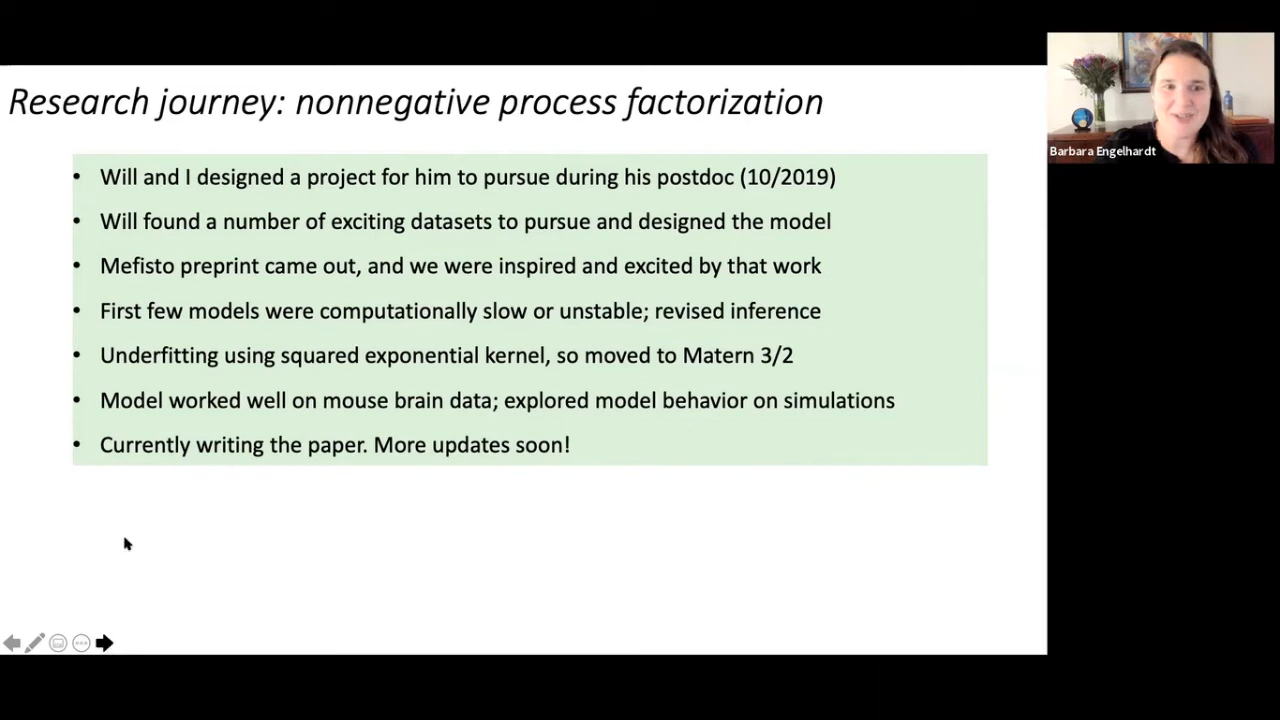 Research journey: nonnegative process factorization
• Will and I designed a project for him to pursue during his postdoc (10/2019)
• Will found a number of exciting datasets to pursue and designed the model
• Mefisto preprint came out, and we were inspired and excited by that work
• First few models were computationally slow or unstable; revised inference
• Underfitting using squared exponential kernel, so moved to Matern 3/2
• Model worked well on mouse brain data; explored model behavior on simulations
• Currently writing the paper. More updates soon!
Barbara Engelhardt